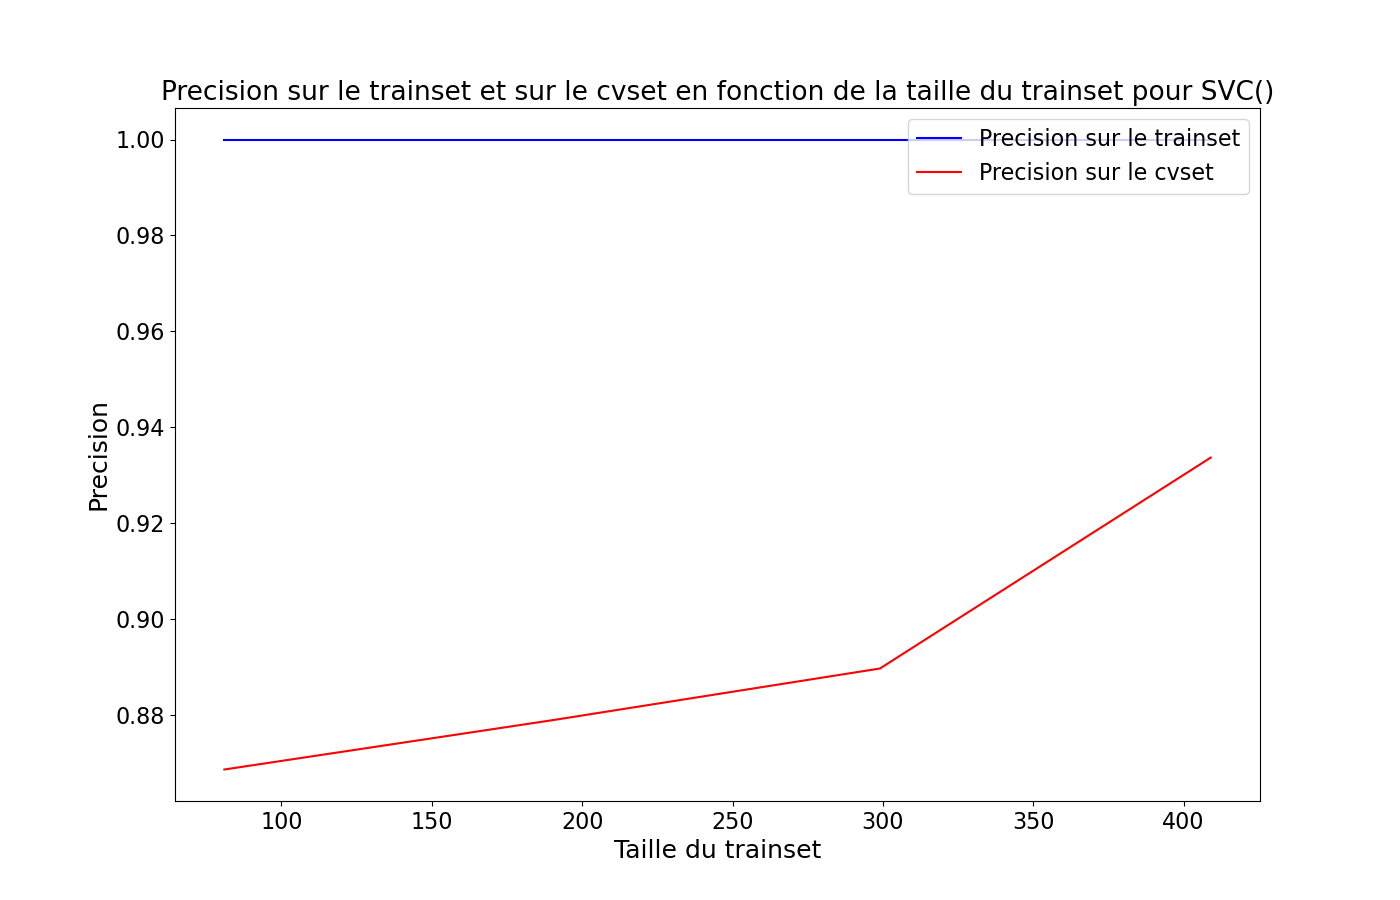 Precision sur le trainset et sur le cvset en fonction de la taille du trainset pour SVC()
Precision sur le trainset
Precision sur le cvset
1.00
0.98
0.96
0.94
0.92
0.90
0.88
Precision
100
150
200
250
300
350
400
Taille du trainset